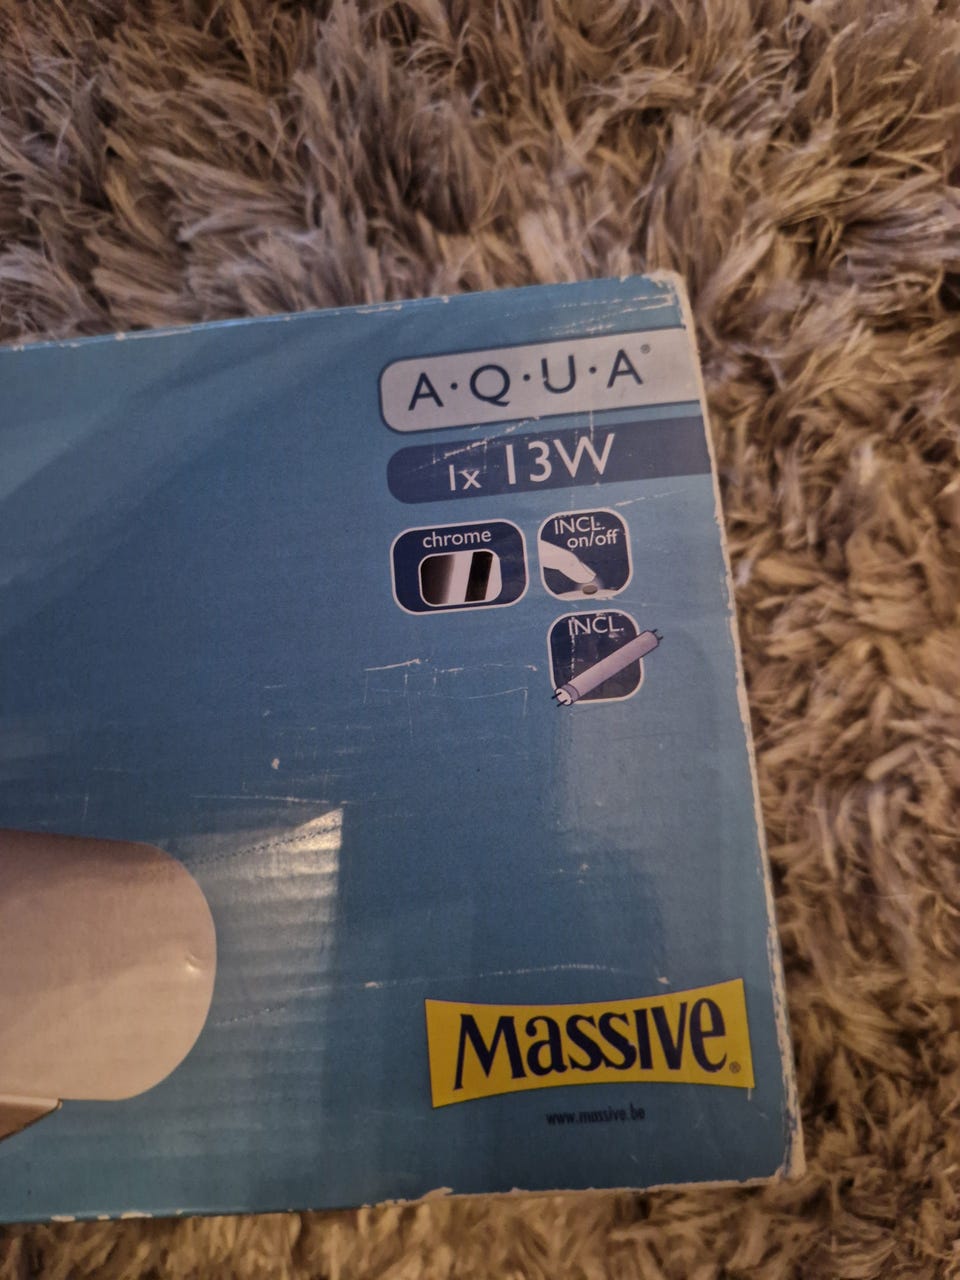 A·Q·U·A®
1x 13W
chrome
INCL.
on/off
INCL.
Massive®
www.massive.be